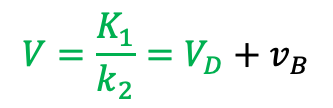 V = K₁/k₂ = V_D + v_B